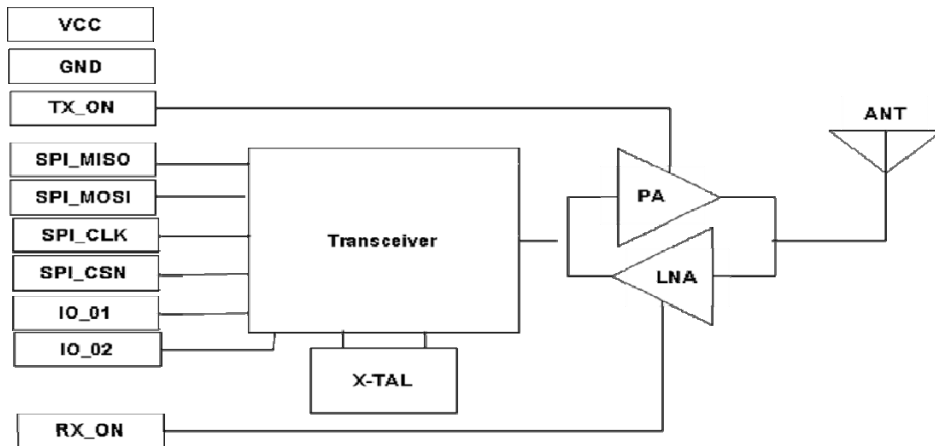 VCC
GND
TX_ON
ANT
SPI_MISO
SPI_MOSI
PA
SPI_CLK
Transceiver
SPI_CSN
LNA
IO_01
IO_02
X-TAL
RX_ON